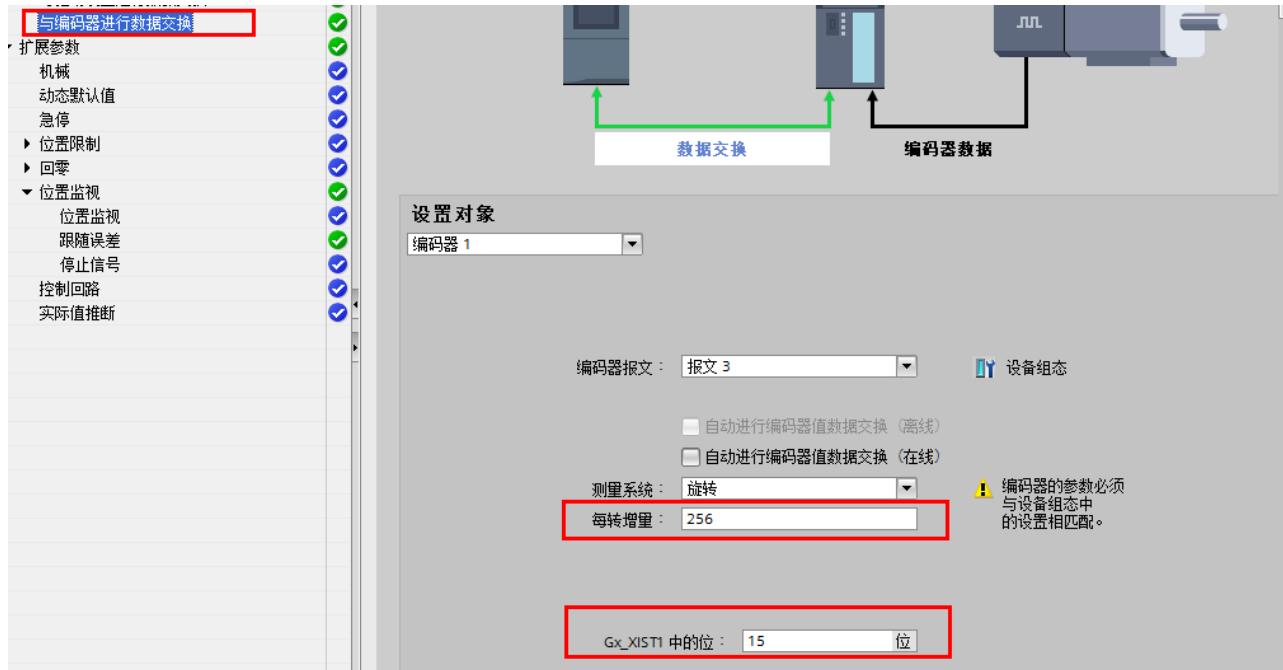 与编码器进行数据交换
扩展参数
机械
动态默认值
急停
位置限制
回零
位置监视
位置监视
跟随误差
停止信号
控制回路
实际值推断
数据交换
编码器数据
设置对象
编码器 1
编码器报文：
报文 3
设备组态
自动进行编码器值数据交换（离线）
自动进行编码器值数据交换（在线）
测量系统：
旋转
编码器的参数必须
与设备组态中
的设置相匹配。
每转增量：
256
Gx_XIST1 中的位：
15
位